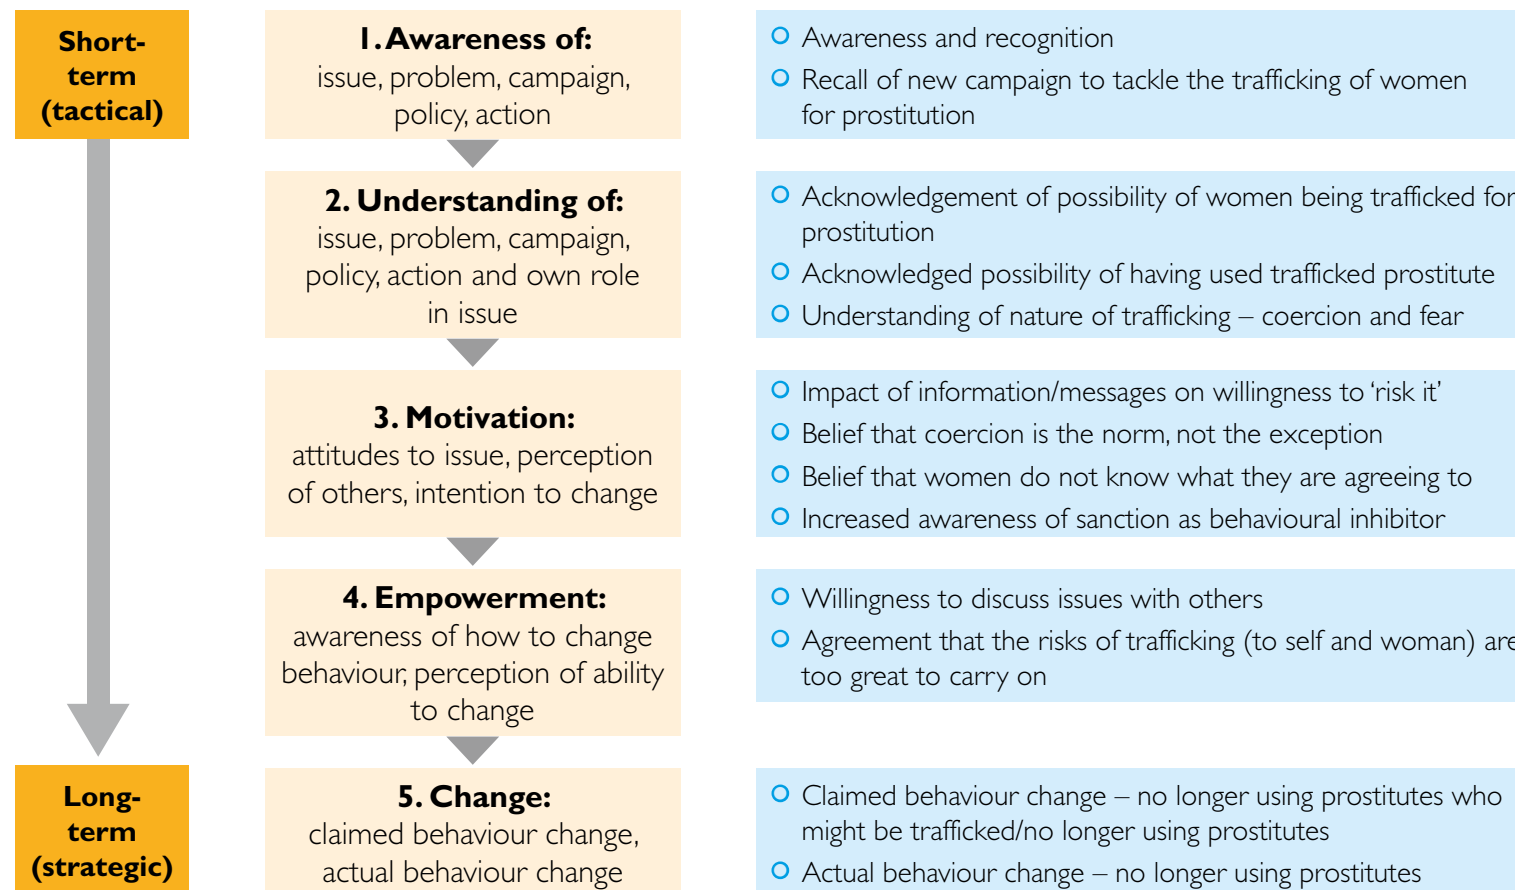 Short-
term
(tactical)
1. Awareness of:
issue, problem, campaign,
policy, action
Awareness and recognition
Recall of new campaign to tackle the trafficking of women
for prostitution
2. Understanding of:
issue, problem, campaign,
policy, action and own role
in issue
Acknowledgement of possibility of women being trafficked for
prostitution
Acknowledged possibility of having used trafficked prostitute
Understanding of nature of trafficking – coercion and fear
3. Motivation:
attitudes to issue, perception
of others, intention to change
Impact of information/messages on willingness to ‘risk it’
Belief that coercion is the norm, not the exception
Belief that women do not know what they are agreeing to
Increased awareness of sanction as behavioural inhibitor
4. Empowerment:
awareness of how to change
behaviour, perception of ability
to change
Willingness to discuss issues with others
Agreement that the risks of trafficking (to self and woman) are
too great to carry on
Long-
term
(strategic)
5. Change:
claimed behaviour change,
actual behaviour change
Claimed behaviour change – no longer using prostitutes who
might be trafficked/no longer using prostitutes
Actual behaviour change – no longer using prostitutes